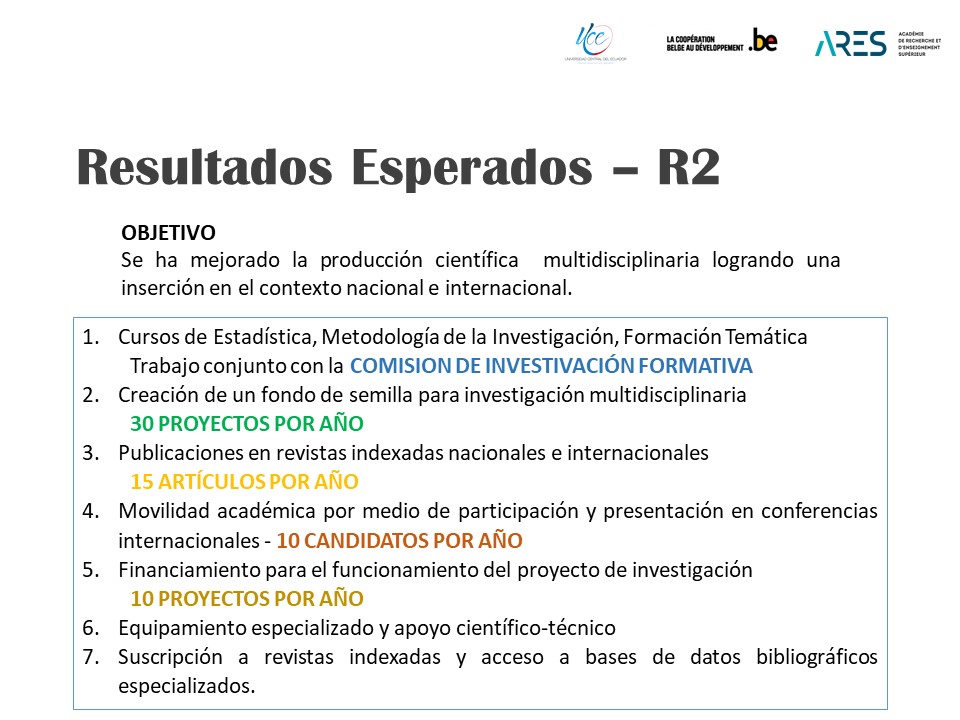 UCE
UNIVERSIDAD CENTRAL DEL ECUADOR
LA COOPÉRATION
BELGE AU DÉVELOPPEMENT .be
ARES
ACADÉMIE
DE RECHERCHE ET
D'ENSEIGNEMENT
SUPÉRIEUR
Resultados Esperados – R2
OBJETIVO
Se ha mejorado la producción científica multidisciplinaria logrando una
inserción en el contexto nacional e internacional.
1. Cursos de Estadística, Metodología de la Investigación, Formación Temática
Trabajo conjunto con la COMISION DE INVESTIVACIÓN FORMATIVA
2. Creación de un fondo de semilla para investigación multidisciplinaria
30 PROYECTOS POR AÑO
3. Publicaciones en revistas indexadas nacionales e internacionales
15 ARTÍCULOS POR AÑO
4. Movilidad académica por medio de participación y presentación en conferencias
internacionales - 10 CANDIDATOS POR AÑO
5. Financiamiento para el funcionamiento del proyecto de investigación
10 PROYECTOS POR AÑO
6. Equipamiento especializado y apoyo científico-técnico
7. Suscripción a revistas indexadas y acceso a bases de datos bibliográficos
especializados.